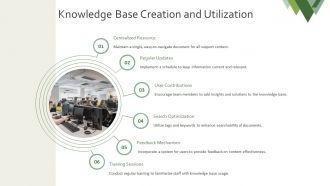 Knowledge Base Creation and Utilization
01
Centralized Resource
Maintain a single, easy-to-navigate document for all support content.
02
Regular Updates
Implement a schedule to keep information current and relevant.
03
User Contributions
Encourage team members to add insights and solutions to the knowledge base.
04
Search Optimization
Utilize tags and keywords to enhance searchability of documents.
05
Feedback Mechanism
Incorporate a system for users to provide feedback on content effectiveness.
06
Training Sessions
Conduct regular training to familiarize staff with knowledge base usage.